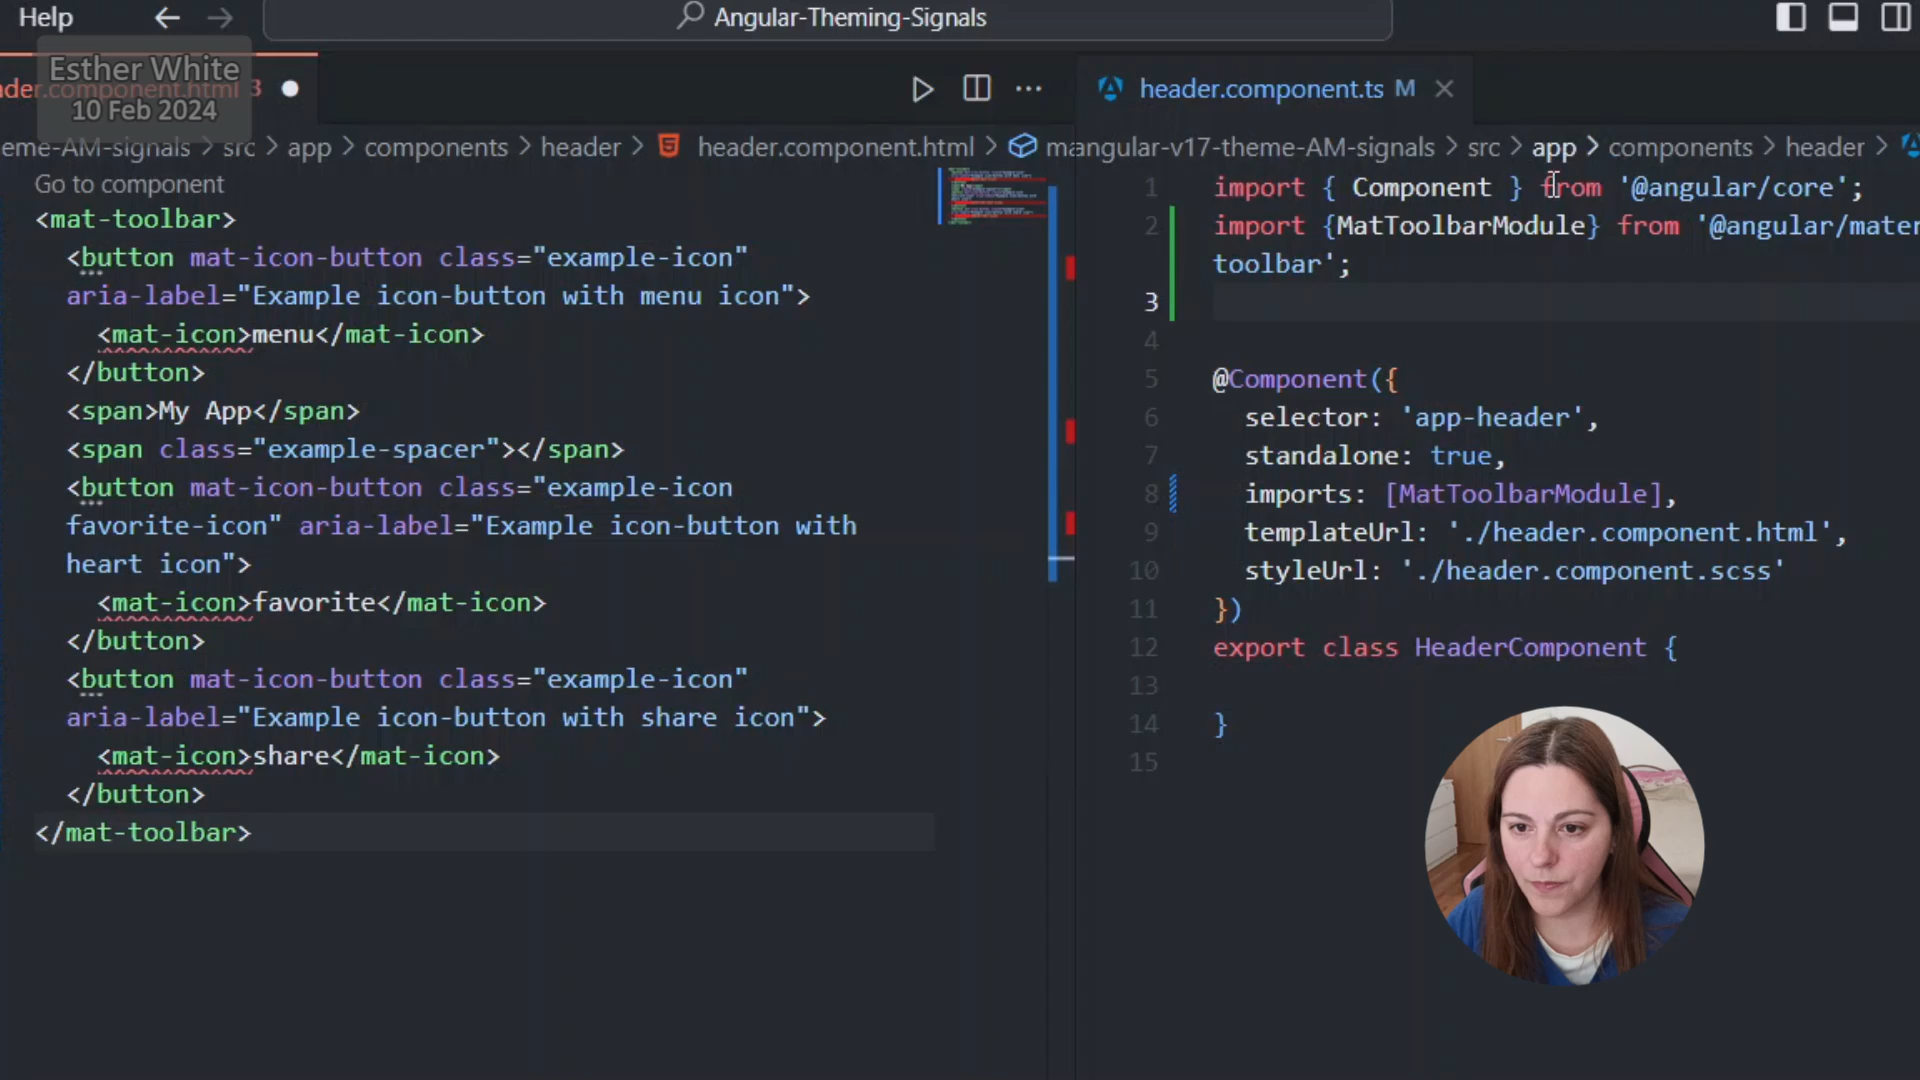 Help
Angular-Theming-Signals
Esther White
10 Feb 2024
der.component.html 3
header.component.ts M
eme-AM-signals > src > app > components > header > header.component.html >
mangular-v17-theme-AM-signals > src > app > components > header >
Go to component
<mat-toolbar>
<button mat-icon-button class="example-icon"
aria-label="Example icon-button with menu icon">
<mat-icon>menu</mat-icon>
</button>
<span>My App</span>
<span class="example-spacer"></span>
<button mat-icon-button class="example-icon
favorite-icon" aria-label="Example icon-button with
heart icon">
<mat-icon>favorite</mat-icon>
</button>
<button mat-icon-button class="example-icon"
aria-label="Example icon-button with share icon">
<mat-icon>share</mat-icon>
</button>
</mat-toolbar>
1 import { Component } from '@angular/core';
2 import {MatToolbarModule} from '@angular/mater
toolbar';
3
4
5 @Component({
6 selector: 'app-header',
7 standalone: true,
8 imports: [MatToolbarModule],
9 templateUrl: './header.component.html',
10 styleUrl: './header.component.scss'
11 })
12 export class HeaderComponent {
13
14 }
15